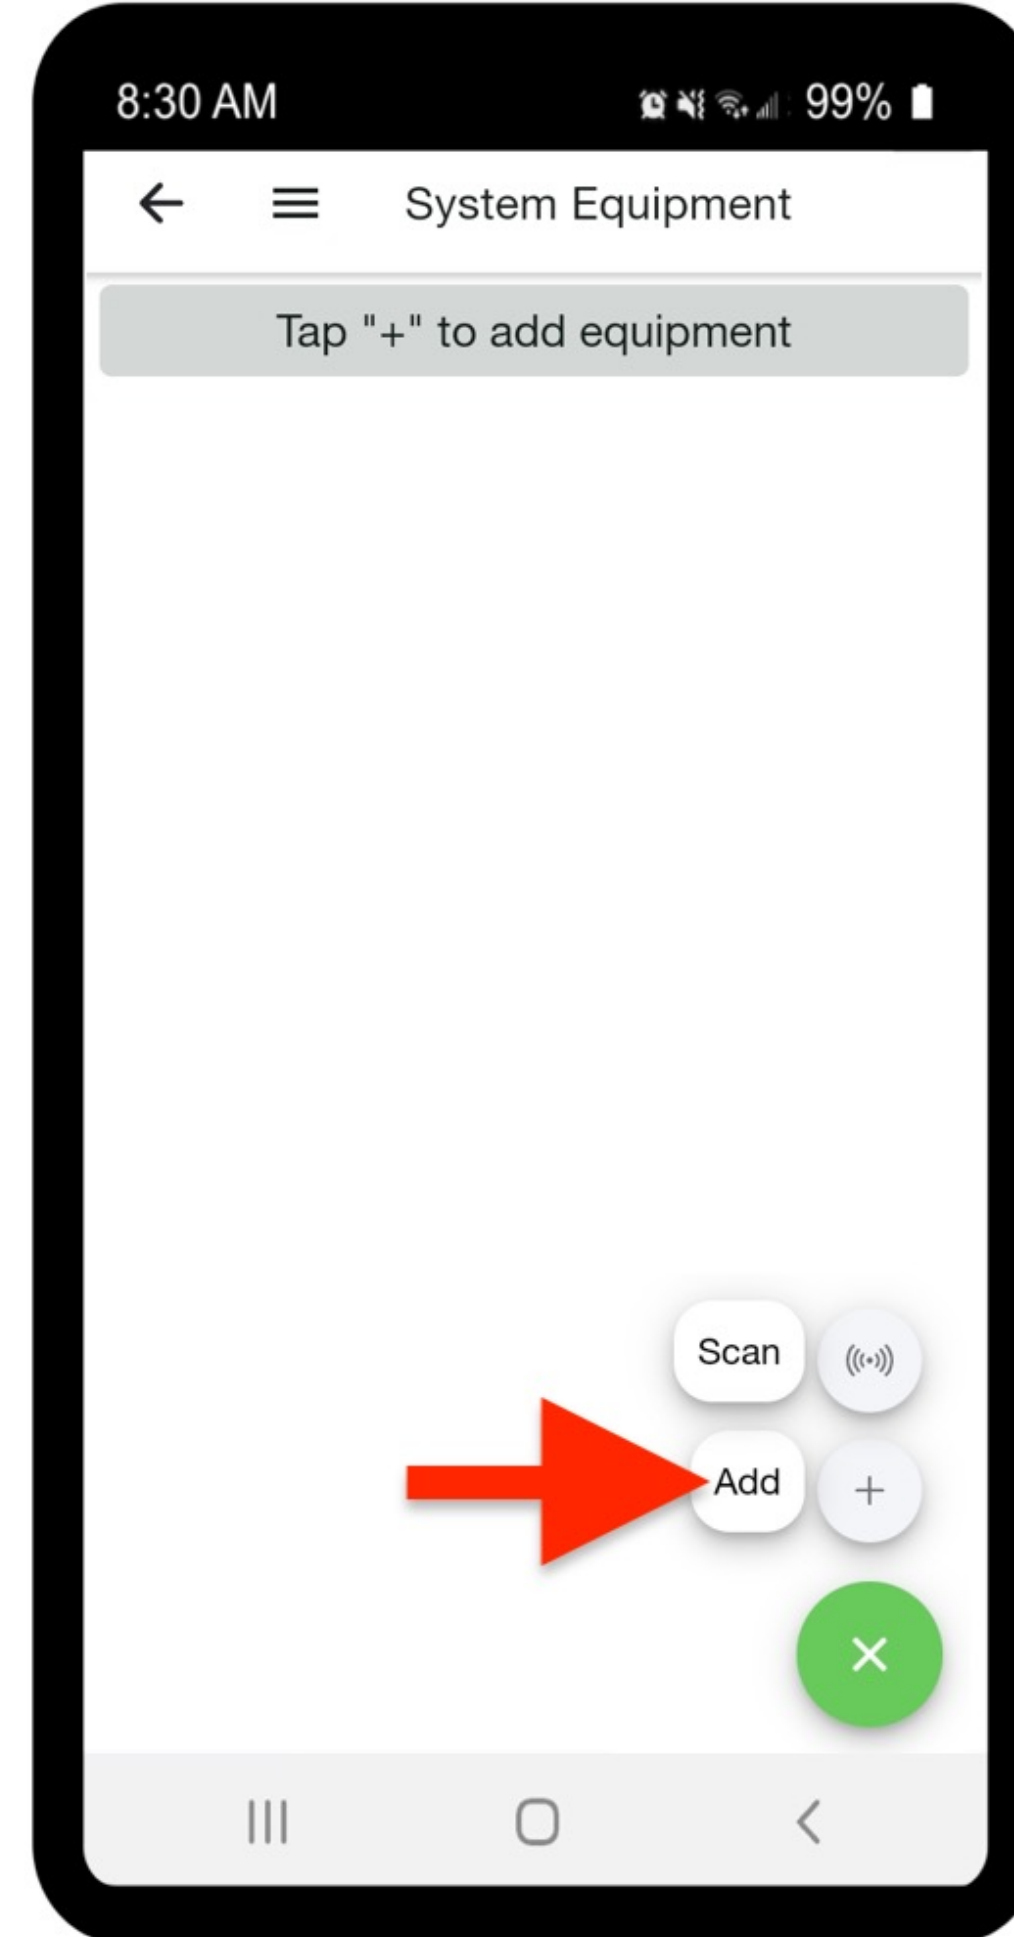 8:30 AM 99%
System Equipment
Tap "+" to add equipment
Scan
Add